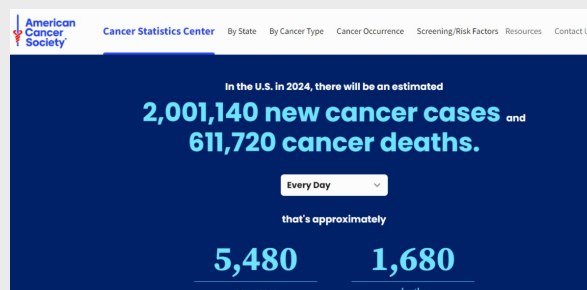 American
Cancer
Society
Cancer Statistics Center By State By Cancer Type Cancer Occurrence Screening/Risk Factors Resources Contact
In the U.S. in 2024, there will be an estimated
2,001,140 new cancer cases and
611,720 cancer deaths.
Every Day
that's approximately
5,480 1,680